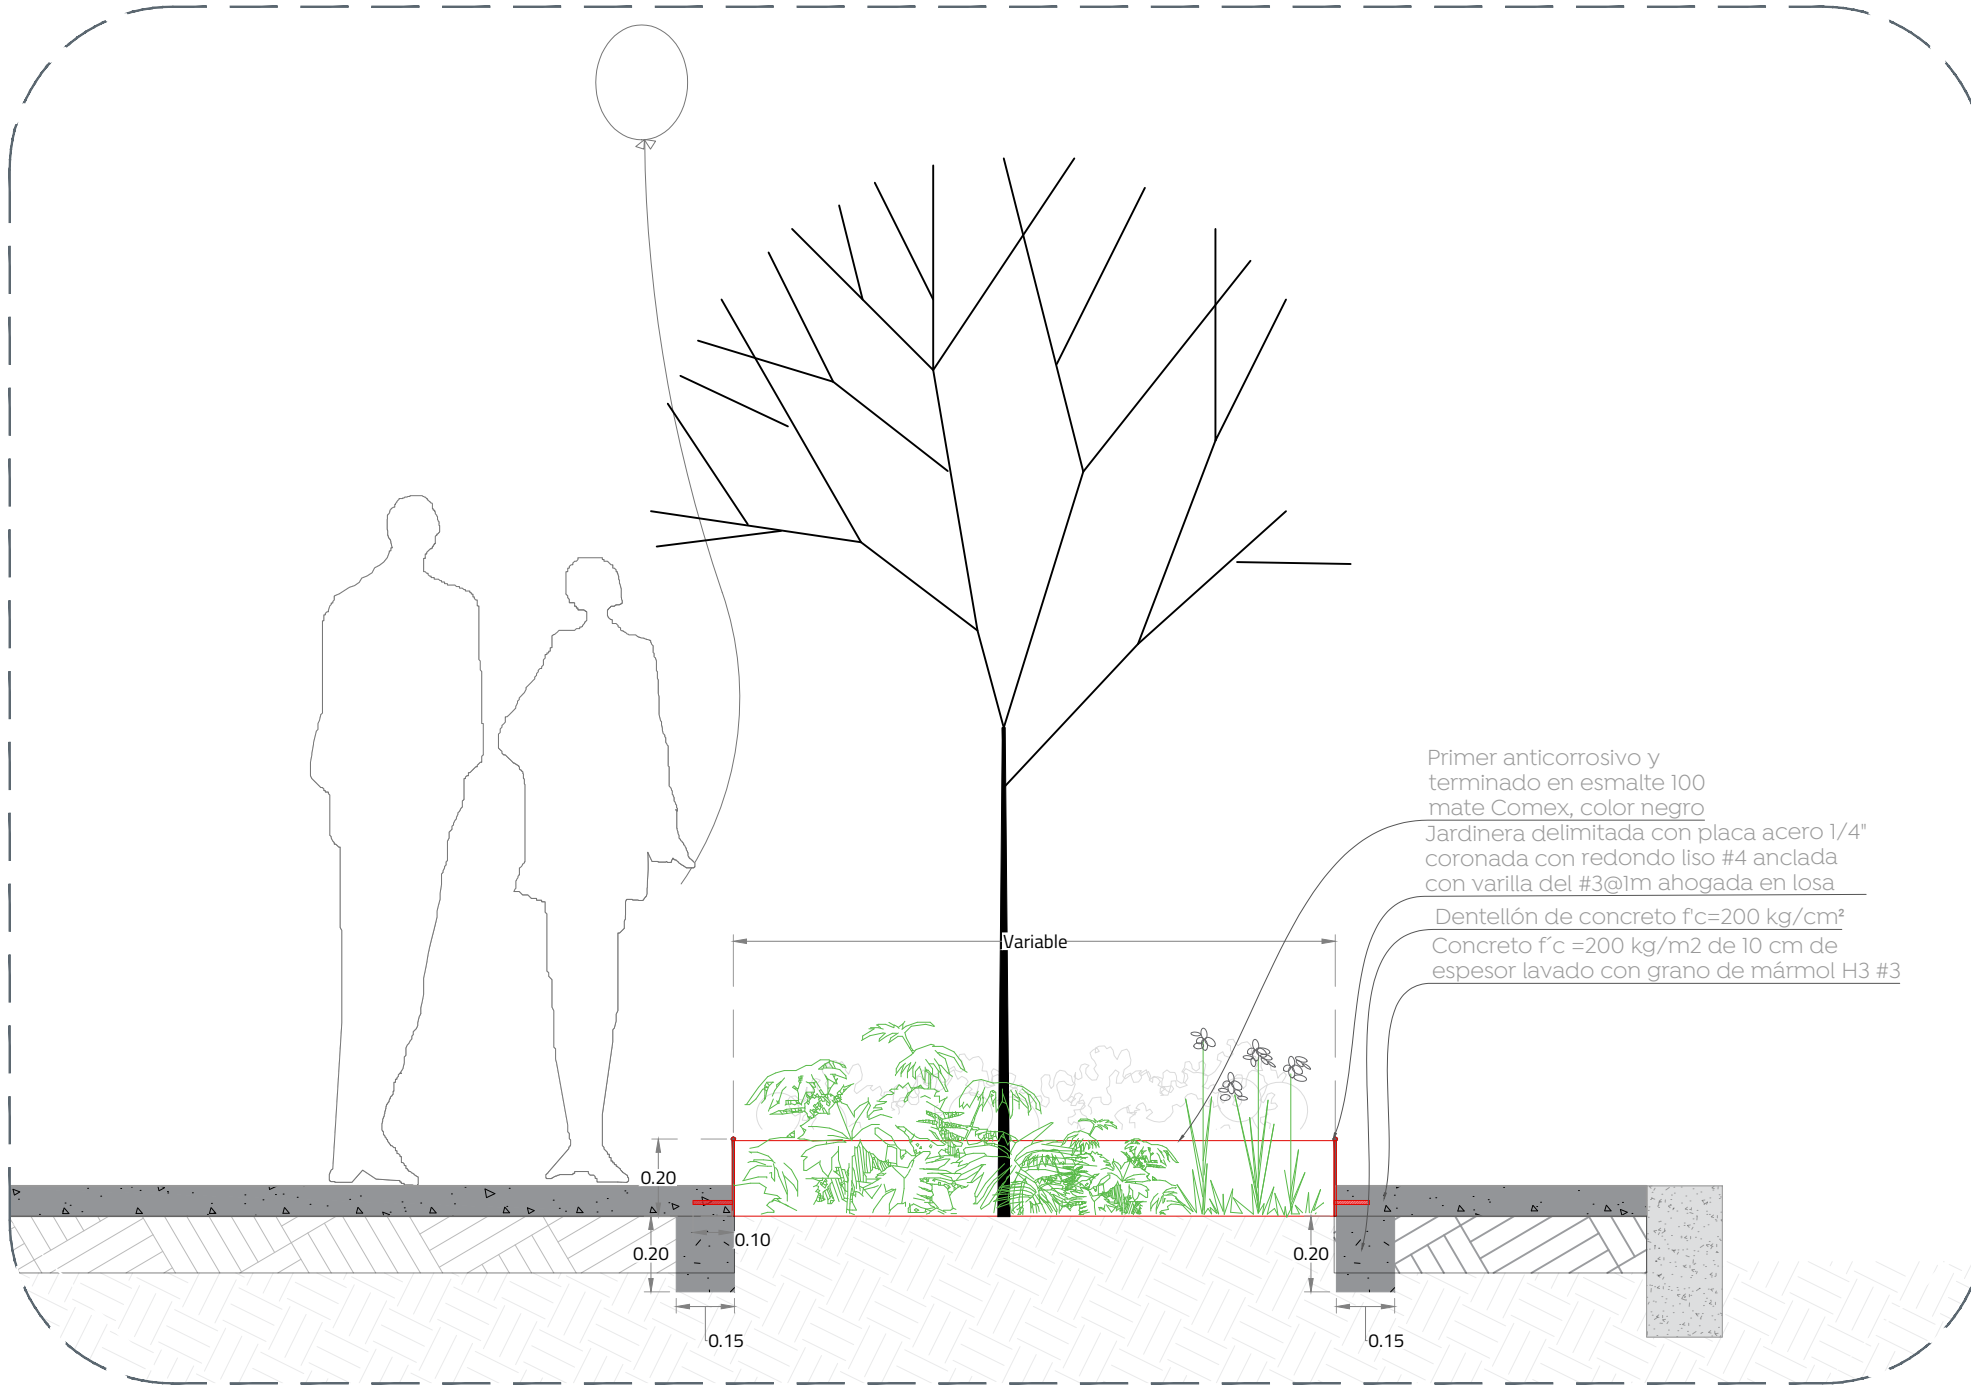 Primer anticorrosivo y
terminado en esmalte 100
mate Comex, color negro
Jardinera delimitada con placa acero 1/4"
coronada con redondo liso #4 anclada
con varilla del #3@1m ahogada en losa
Dentellón de concreto f'c=200 kg/cm²
Concreto f´c =200 kg/m2 de 10 cm de
espesor lavado con grano de mármol H3 #3
Variable
0.20
0.10
0.20
0.20
0.15
0.15